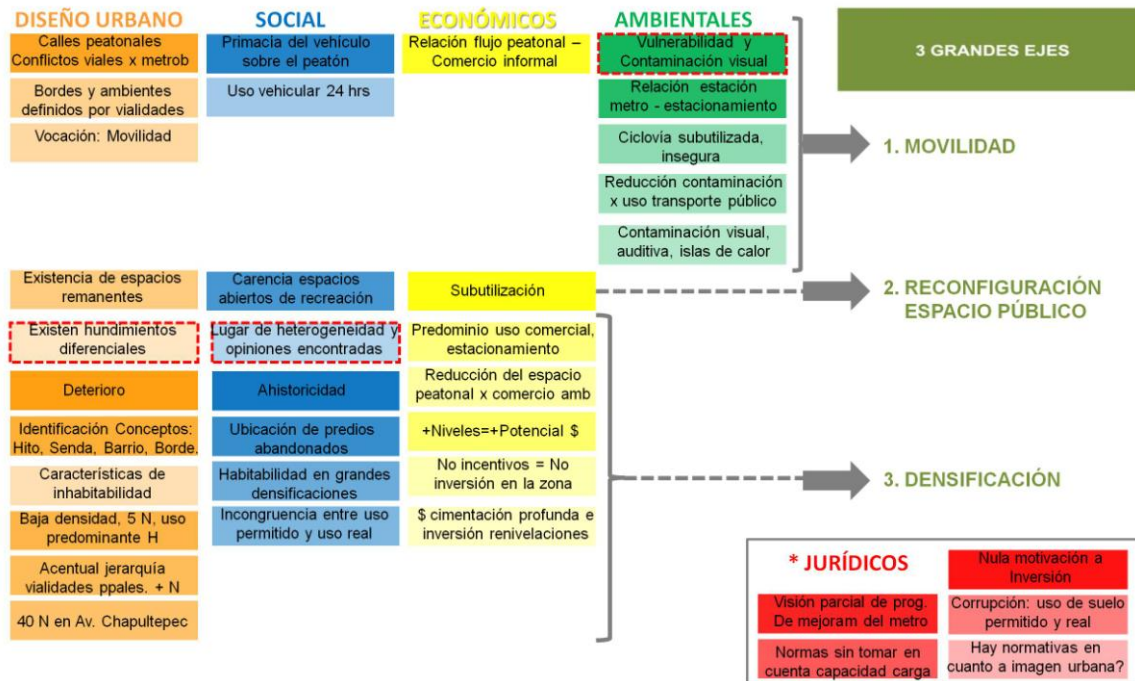 DISEÑO URBANO
Calles peatonales
Conflictos viales x metrob
Bordes y ambientes
definidos por vialidades
Vocación: Movilidad
SOCIAL
Primacia del vehículo
sobre el peatón
Uso vehicular 24 hrs
ECONÓMICOS
Relación flujo peatonal –
Comercio informal
AMBIENTALES
Vulnerabilidad y
Contaminación visual
Relación estación
metro - estacionamiento
Ciclovía subutilizada,
insegura
Reducción contaminación
x uso transporte público
Contaminación visual,
auditiva, islas de calor
3 GRANDES EJES
1. MOVILIDAD
Existencia de espacios
remanentes
Carencia espacios
abiertos de recreación
Subutilización
2. RECONFIGURACIÓN
ESPACIO PÚBLICO
Existen hundimientos
diferenciales
Deterioro
Identificación Conceptos:
Hito, Senda, Barrio, Borde.
Características de
inhabitabilidad
Baja densidad, 5 N, uso
predominante H
Acentual jerarquía
vialidades ppales. + N
40 N en Av. Chapultepec
Lugar de heterogeneidad y
opiniones encontradas
Ahistoricidad
Ubicación de predios
abandonados
Habitabilidad en grandes
densificaciones
Incongruencia entre uso
permitido y uso real
Predominio uso comercial,
estacionamiento
Reducción del espacio
peatonal x comercio amb
+Niveles=+Potencial $
No incentivos = No
inversión en la zona
$ cimentación profunda e
inversión renivelaciones
3. DENSIFICACIÓN
* JURÍDICOS
Visión parcial de prog.
De mejoram del metro
Normas sin tomar en
cuenta capacidad carga
Nula motivación a
Inversión
Corrupción: uso de suelo
permitido y real
Hay normativas en
cuanto a imagen urbana?